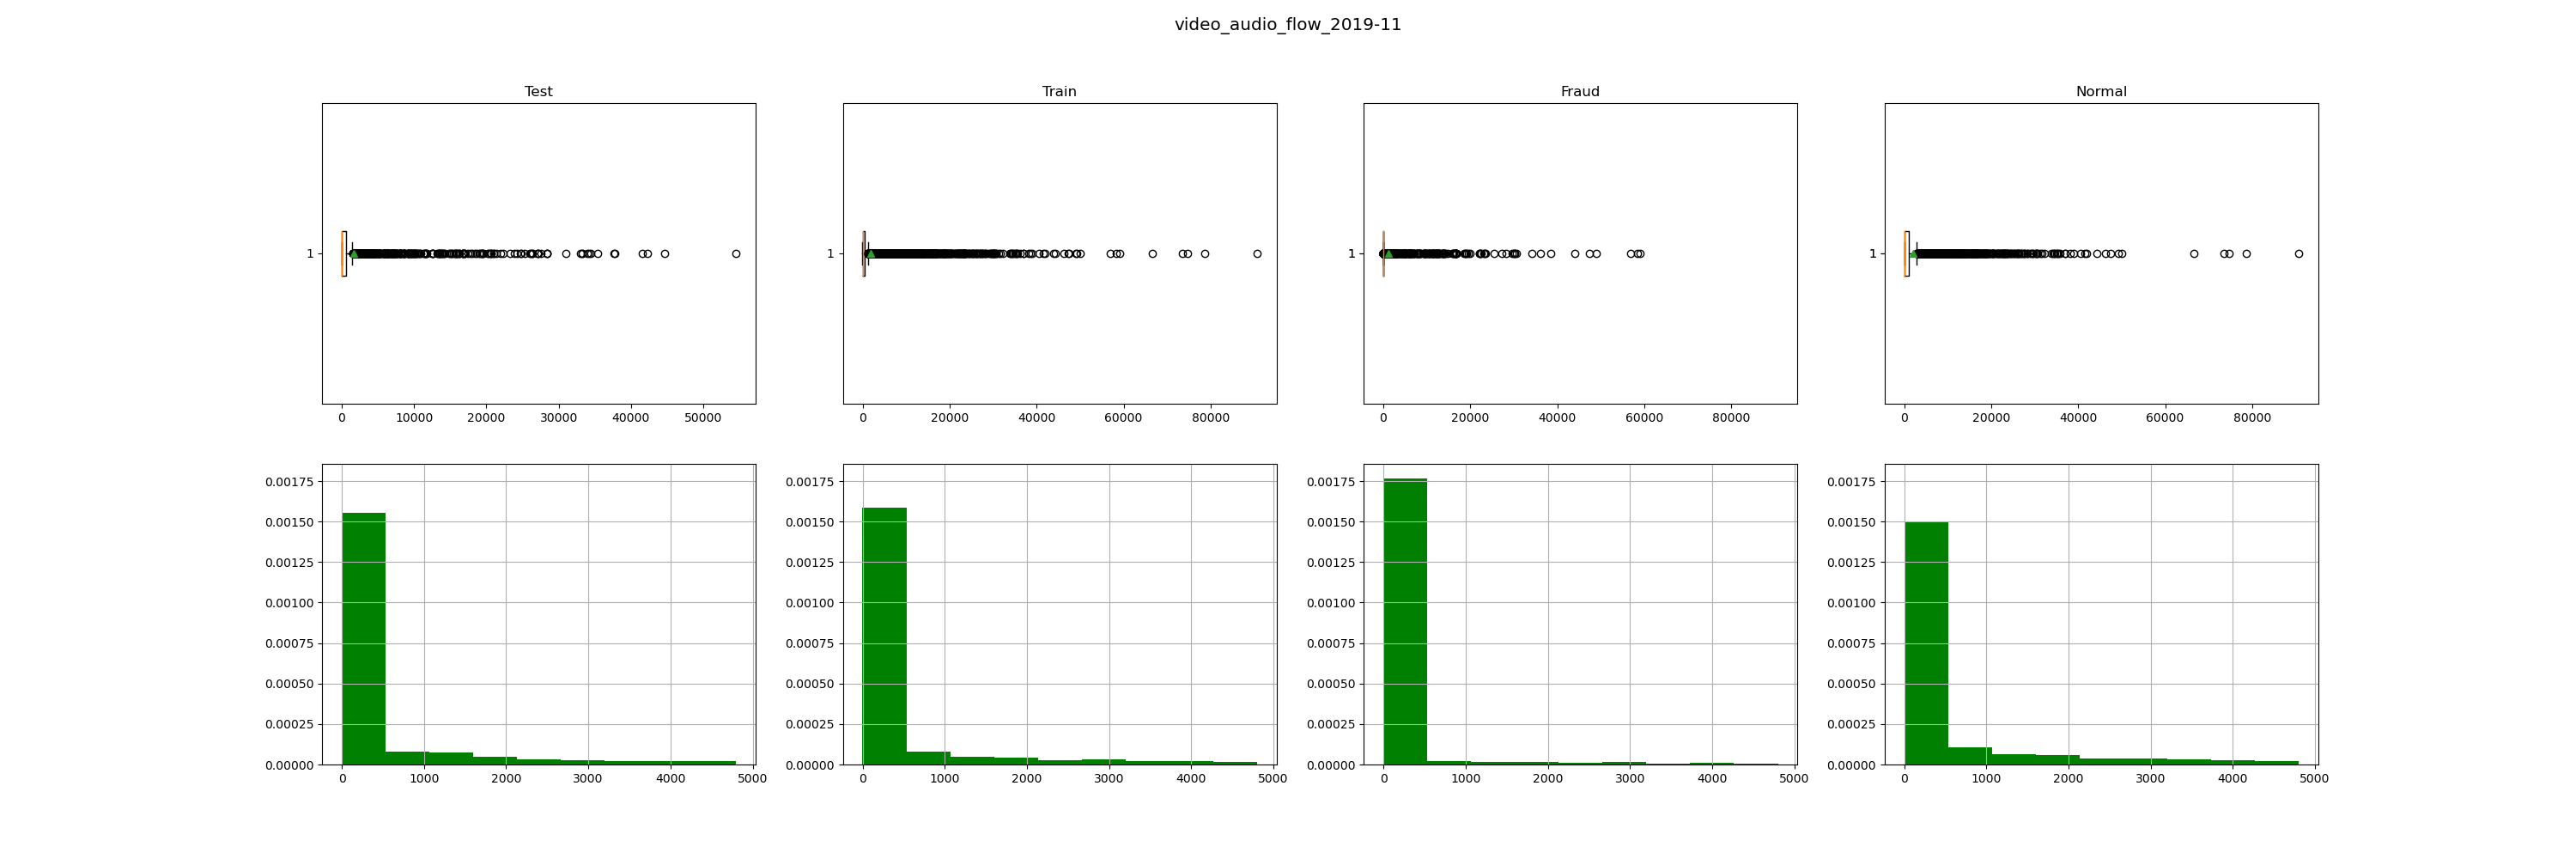 video_audio_flow_2019-11
Test
Train
Fraud
Normal
1
1
1
1
0 10000 20000 30000 40000 50000
0 20000 40000 60000 80000
0 20000 40000 60000 80000
0 20000 40000 60000 80000
0.00175 0.00175 0.00175 0.00175
0.00150 0.00150 0.00150 0.00150
0.00125 0.00125 0.00125 0.00125
0.00100 0.00100 0.00100 0.00100
0.00075 0.00075 0.00075 0.00075
0.00050 0.00050 0.00050 0.00050
0.00025 0.00025 0.00025 0.00025
0.00000 0.00000 0.00000 0.00000
0 1000 2000 3000 4000 5000
0 1000 2000 3000 4000 5000
0 1000 2000 3000 4000 5000
0 1000 2000 3000 4000 5000